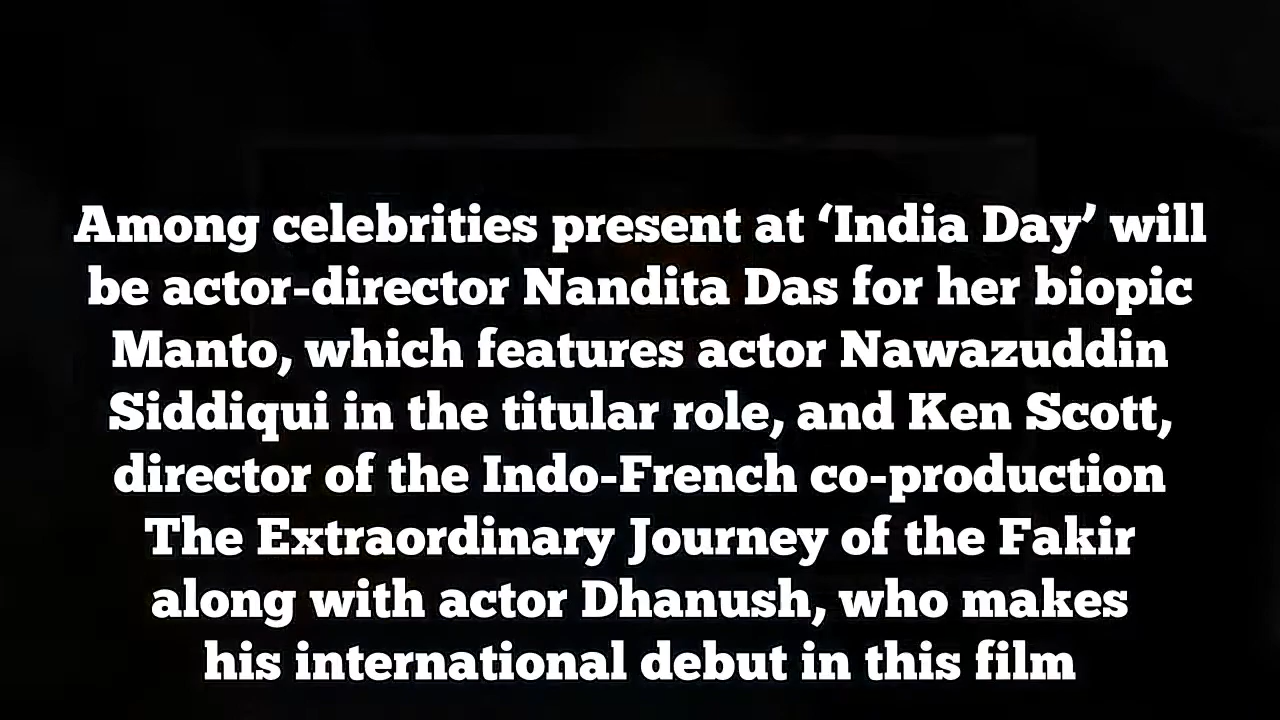 Among celebrities present at ‘India Day’ will
be actor-director Nandita Das for her biopic
Manto, which features actor Nawazuddin
Siddiqui in the titular role, and Ken Scott,
director of the Indo-French co-production
The Extraordinary Journey of the Fakir
along with actor Dhanush, who makes
his international debut in this film